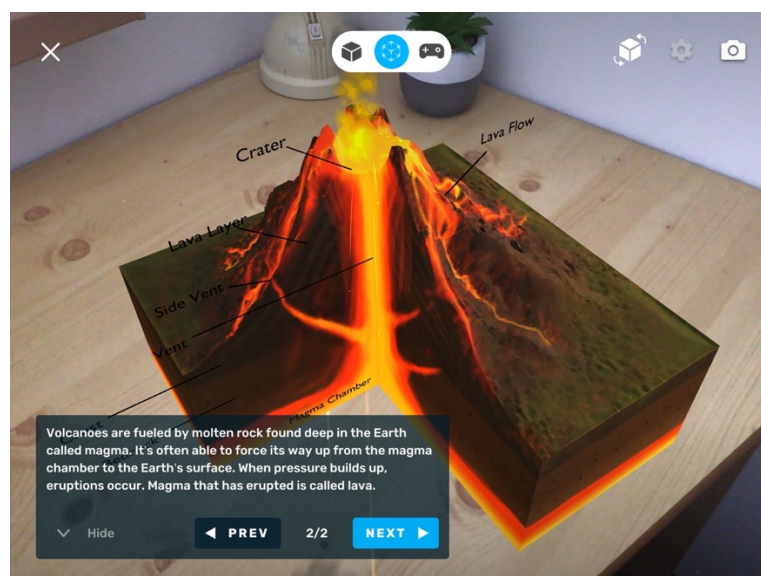 Crater
Lava Flow
Lava Layer
Side Vent
Vent
Crust
Magma Chamber
Volcanoes are fueled by molten rock found deep in the Earth
called magma. It's often able to force its way up from the magma
chamber to the Earth's surface. When pressure builds up,
eruptions occur. Magma that has erupted is called lava.
Hide
PREV
2/2
NEXT